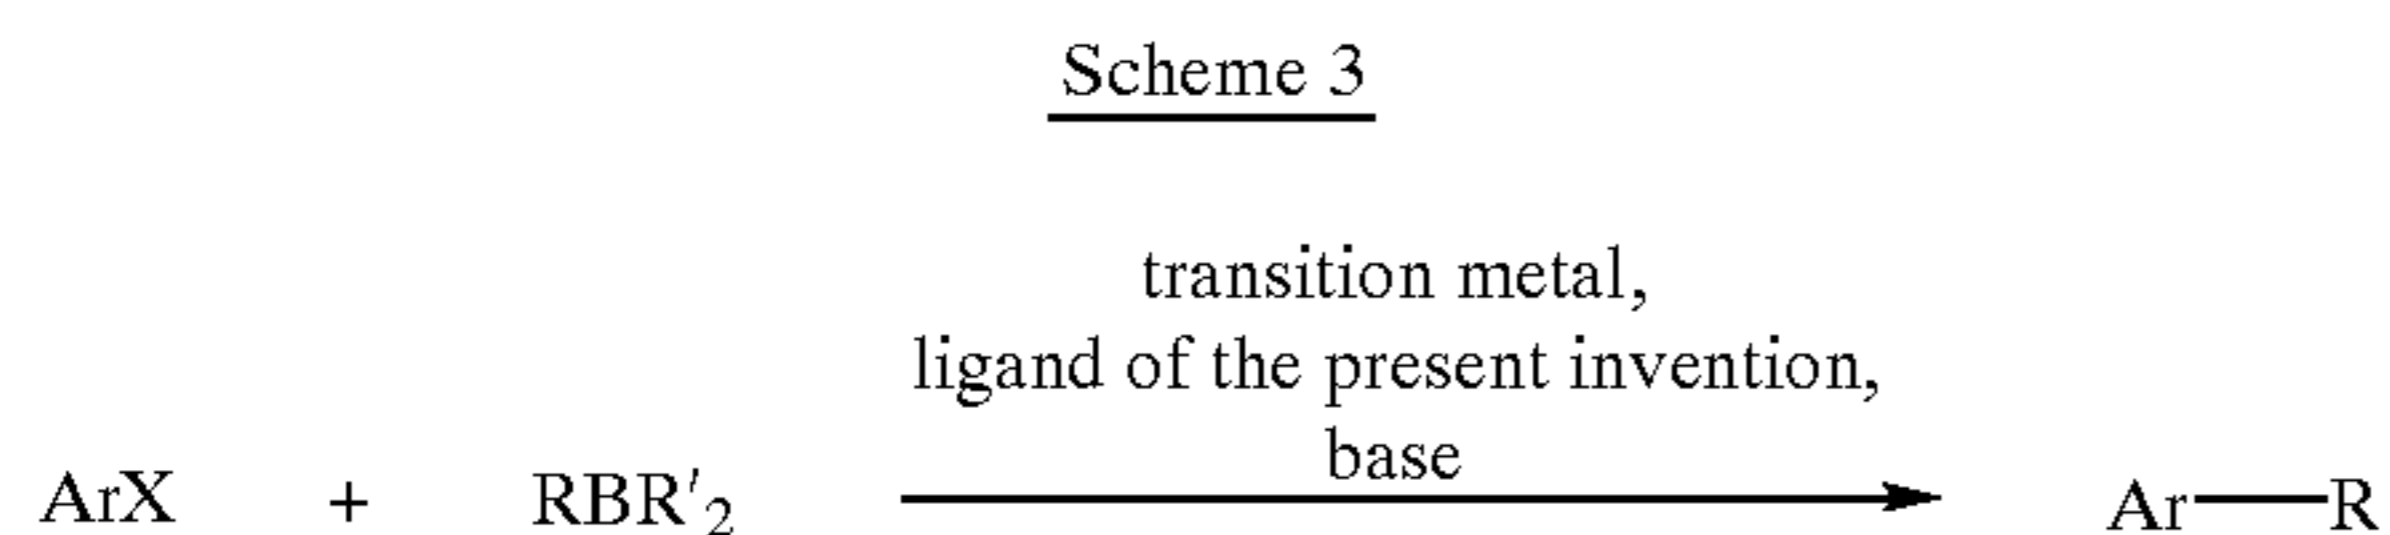 Scheme 3
transition metal,
ligand of the present invention,
base
ArX + RBR′₂ Ar—R